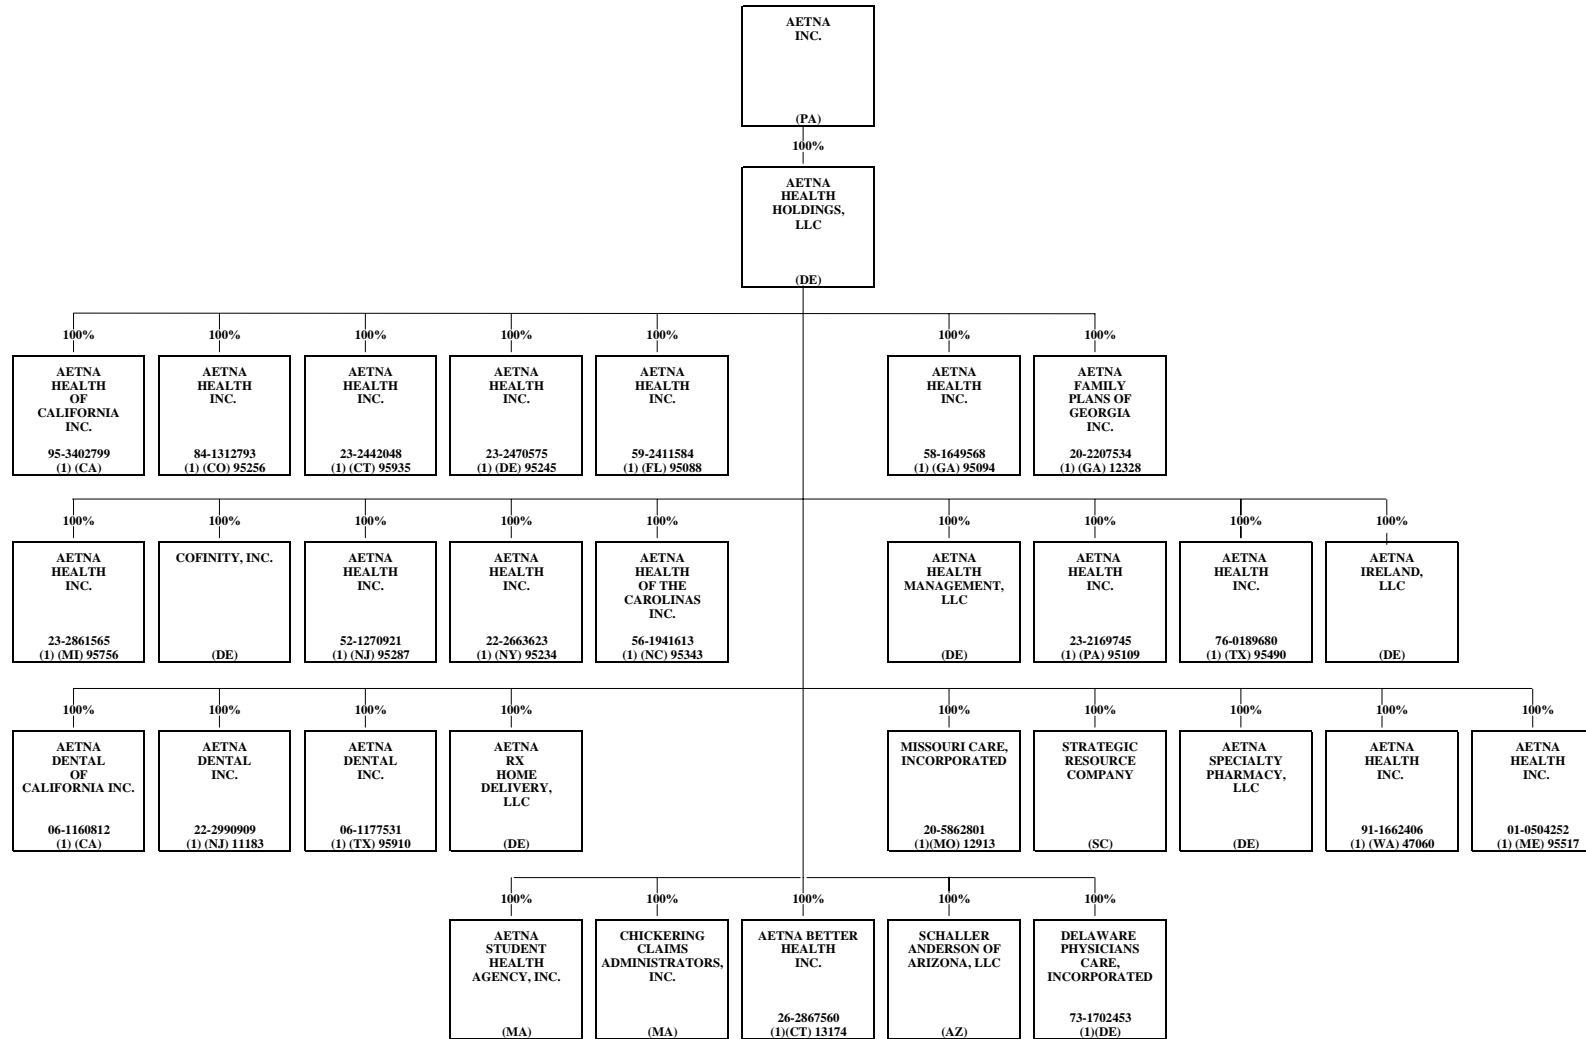 AETNA
INC.
(PA)
100%
AETNA
HEALTH
HOLDINGS,
LLC
(DE)
100%
AETNA
HEALTH
OF
CALIFORNIA
INC.
95-3402799
(1) (CA)
100%
AETNA
HEALTH
INC.
84-1312793
(1) (CO) 95256
100%
AETNA
HEALTH
INC.
23-2442048
(1) (CT) 95935
100%
AETNA
HEALTH
INC.
23-2470575
(1) (DE) 95245
100%
AETNA
HEALTH
INC.
59-2411584
(1) (FL) 95088
100%
AETNA
HEALTH
INC.
58-1649568
(1) (GA) 95094
100%
AETNA
FAMILY
PLANS OF
GEORGIA
INC.
20-2207534
(1) (GA) 12328
100%
AETNA
HEALTH
INC.
23-2861565
(1) (MI) 95756
100%
COFINITY, INC.
(DE)
100%
AETNA
HEALTH
INC.
52-1270921
(1) (NJ) 95287
100%
AETNA
HEALTH
INC.
22-2663623
(1) (NY) 95234
100%
AETNA
HEALTH
OF THE
CAROLINAS
INC.
56-1941613
(1) (NC) 95343
100%
AETNA
HEALTH
MANAGEMENT,
LLC
(DE)
100%
AETNA
HEALTH
INC.
23-2169745
(1) (PA) 95109
100%
AETNA
HEALTH
INC.
76-0189680
(1) (TX) 95490
100%
AETNA
IRELAND,
LLC
(DE)
100%
AETNA
DENTAL
OF
CALIFORNIA INC.
06-1160812
(1) (CA)
100%
AETNA
DENTAL
INC.
22-2990909
(1) (NJ) 11183
100%
AETNA
DENTAL
INC.
06-1177531
(1) (TX) 95910
100%
AETNA
RX
HOME
DELIVERY,
LLC
(DE)
100%
MISSOURI CARE,
INCORPORATED
20-5862801
(1)(MO) 12913
100%
STRATEGIC
RESOURCE
COMPANY
(SC)
100%
AETNA
SPECIALTY
PHARMACY,
LLC
(DE)
100%
AETNA
HEALTH
INC.
91-1662406
(1) (WA) 47060
100%
AETNA
HEALTH
INC.
01-0504252
(1) (ME) 95517
100%
AETNA
STUDENT
HEALTH
AGENCY, INC.
(MA)
100%
CHICKERING
CLAIMS
ADMINISTRATORS,
INC.
(MA)
100%
AETNA BETTER
HEALTH
INC.
26-2867560
(1)(CT) 13174
100%
SCHALLER
ANDERSON OF
ARIZONA, LLC
(AZ)
100%
DELAWARE
PHYSICIANS
CARE,
INCORPORATED
73-1702453
(1)(DE)